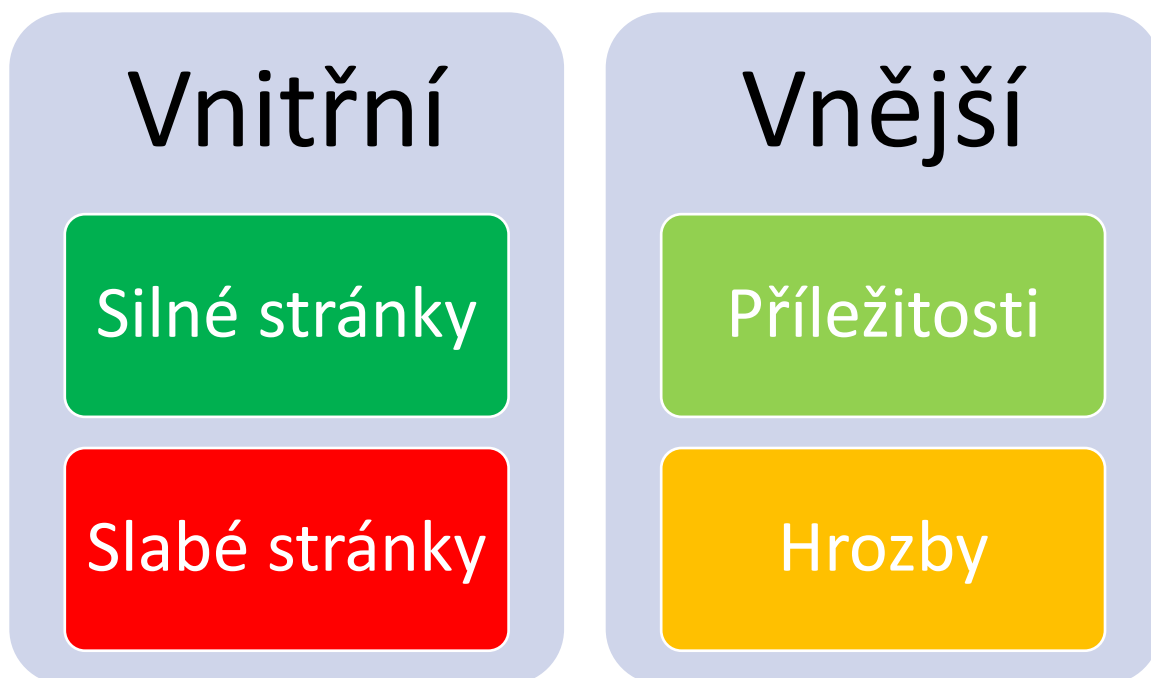 Vnitřní
Silné stránky
Slabé stránky
Vnější
Příležitosti
Hrozby